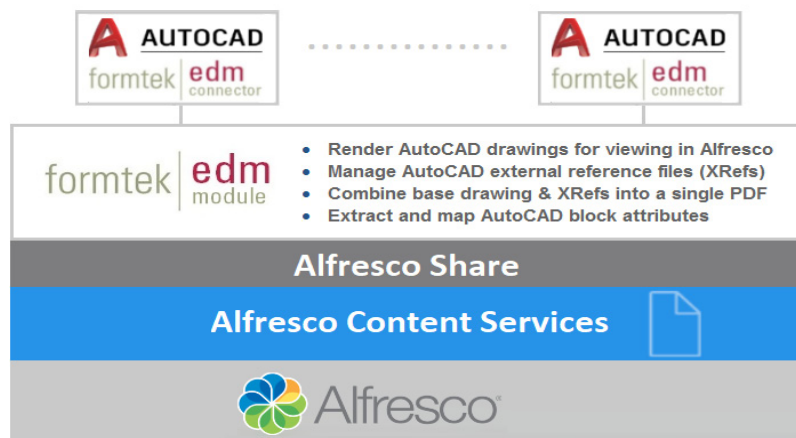 AUTOCAD
formtek edm
connector
AUTOCAD
formtek edm
connector
formtek edm
module
• Render AutoCAD drawings for viewing in Alfresco
• Manage AutoCAD external reference files (XRefs)
• Combine base drawing & XRefs into a single PDF
• Extract and map AutoCAD block attributes
Alfresco Share
Alfresco Content Services
Alfresco®